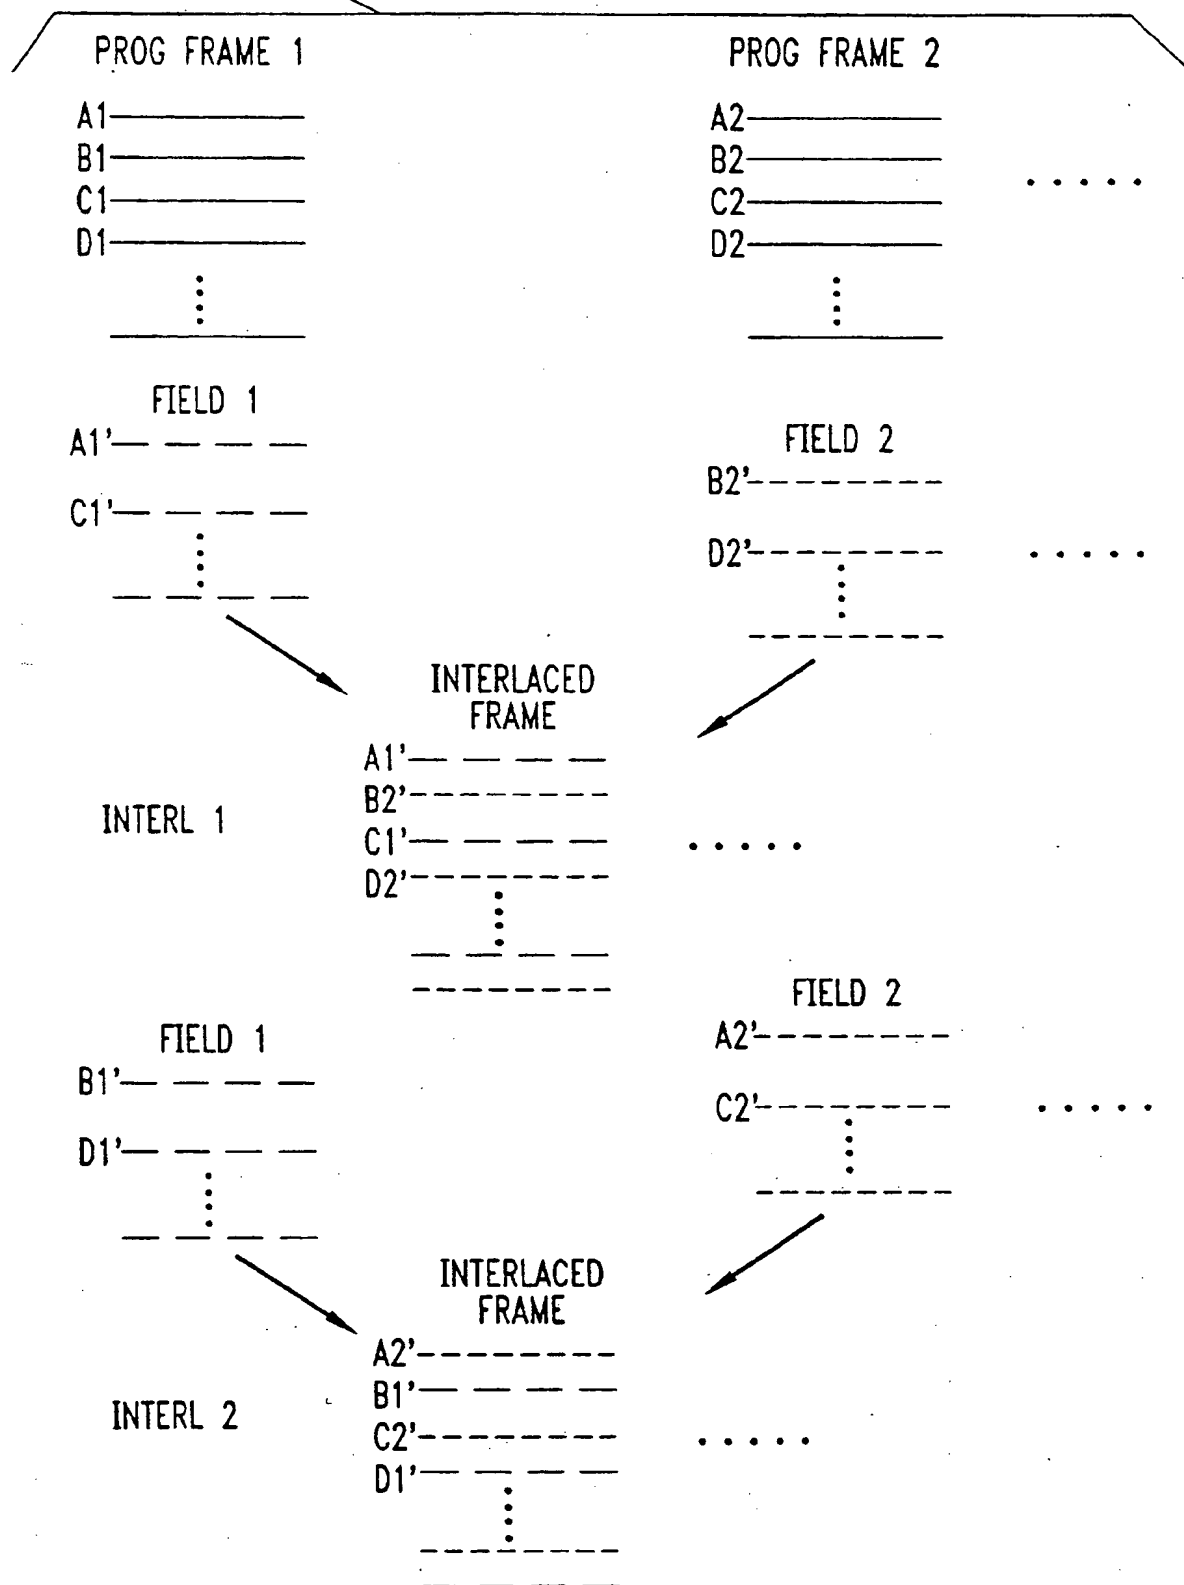 PROG FRAME 1
A1
B1
C1
D1
PROG FRAME 2
A2
B2
C2
D2
FIELD 1
A1'
C1'
FIELD 2
B2'
D2'
INTERLACED
FRAME
INTERL 1
A1'
B2'
C1'
D2'
FIELD 1
B1'
D1'
FIELD 2
A2'
C2'
INTERLACED
FRAME
INTERL 2
A2'
B1'
C2'
D1'